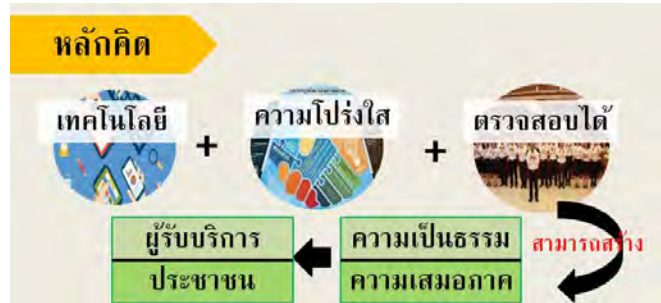 หลักคิด
เทคโนโลยี + ความโปร่งใส + ตรวจสอบได้
สามารถสร้าง
ความเป็นธรรม
ความเสมอภาค
ผู้รับบริการ
ประชาชน